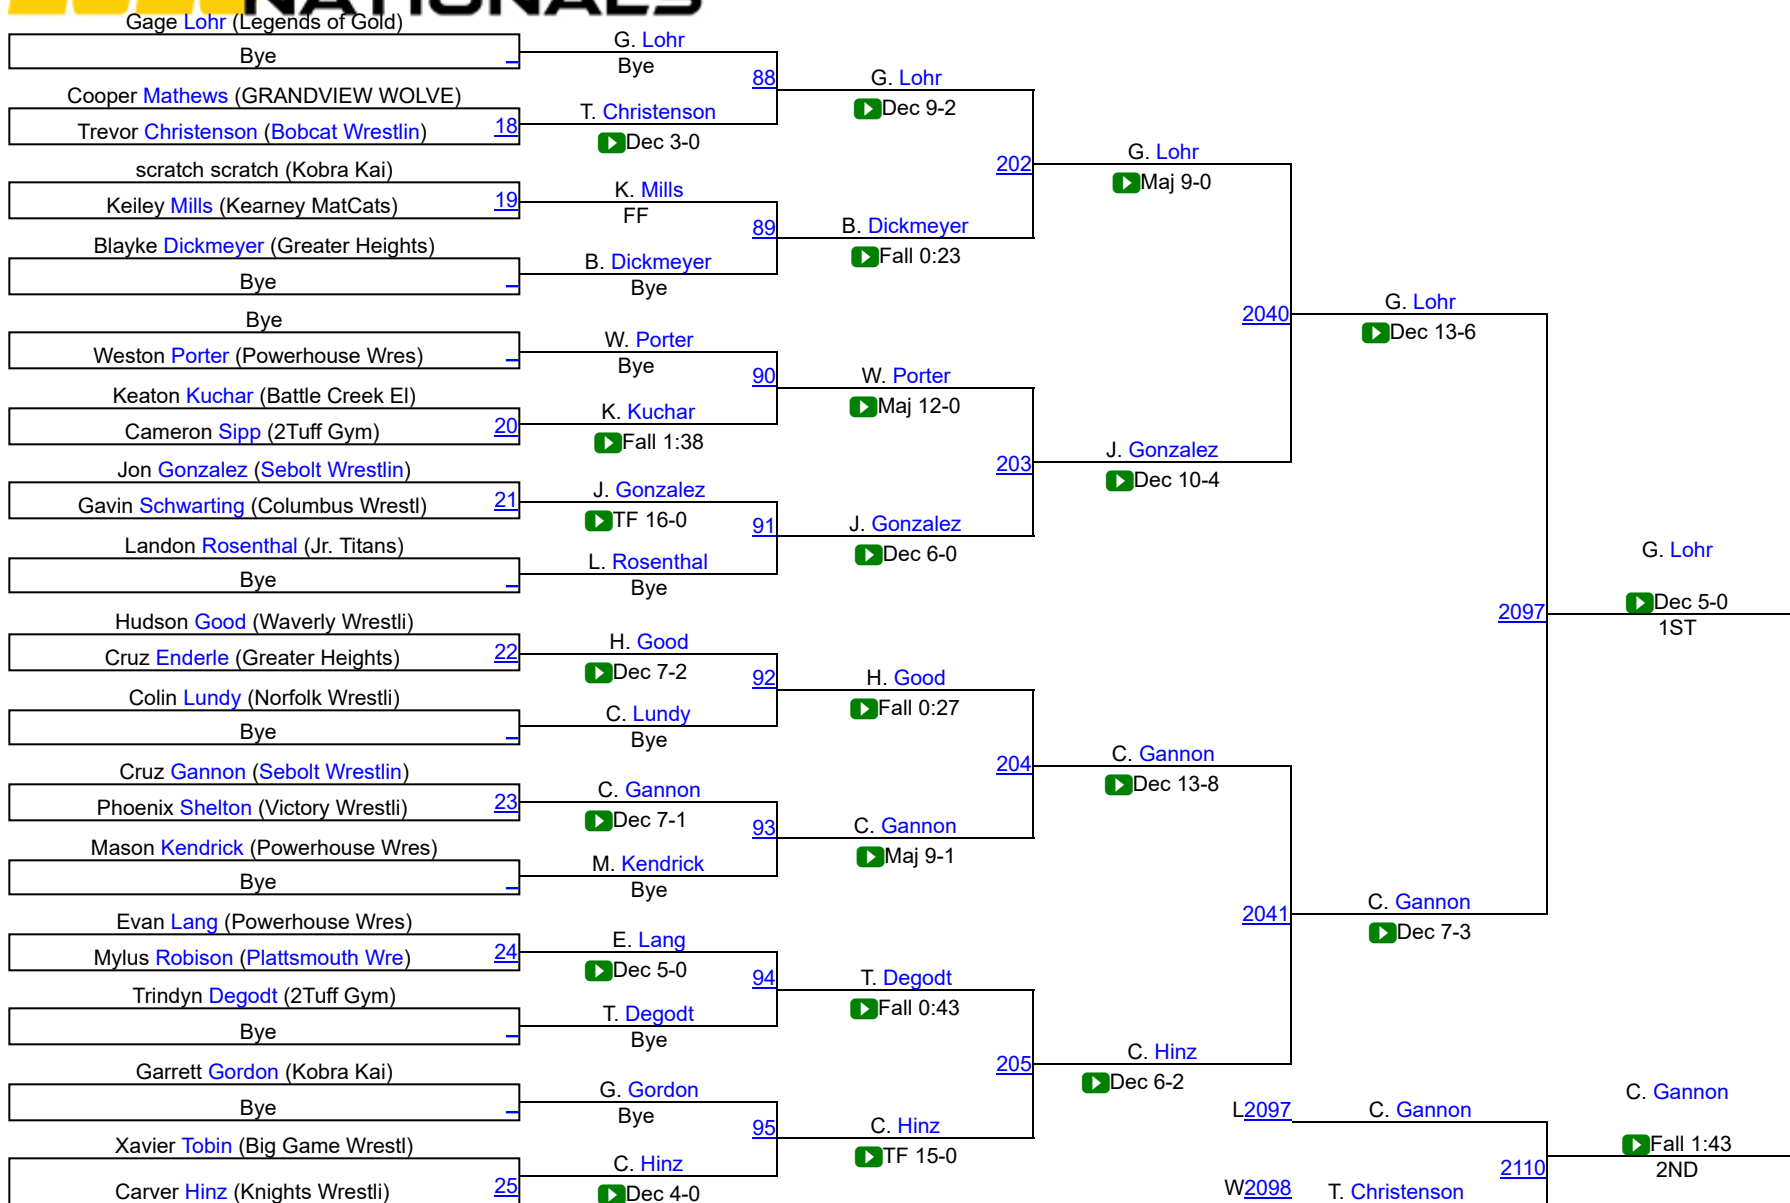 NATIONALS
Gage Lohr (Legends of Gold)
Bye
Cooper Mathews (GRANDVIEW WOLVE)
Trevor Christenson (Bobcat Wrestlin) 18
scratch scratch (Kobra Kai)
Keiley Mills (Kearney MatCats) 19
Blayke Dickmeyer (Greater Heights)
Bye
Bye
Weston Porter (Powerhouse Wres)
Keaton Kuchar (Battle Creek El)
Cameron Sipp (2Tuff Gym) 20
Jon Gonzalez (Sebolt Wrestlin)
Gavin Schwarting (Columbus Wrestl) 21
Landon Rosenthal (Jr. Titans)
Bye
Hudson Good (Waverly Wrestli)
Cruz Enderle (Greater Heights) 22
Colin Lundy (Norfolk Wrestli)
Bye
Cruz Gannon (Sebolt Wrestlin)
Phoenix Shelton (Victory Wrestli) 23
Mason Kendrick (Powerhouse Wres)
Bye
Evan Lang (Powerhouse Wres)
Mylus Robison (Plattsmouth Wre) 24
Trindyn Degodt (2Tuff Gym)
Bye
Garrett Gordon (Kobra Kai)
Bye
Xavier Tobin (Big Game Wrestl)
Carver Hinz (Knights Wrestli) 25
G. Lohr
Bye
88
T. Christenson
Dec 3-0
K. Mills
FF
89
B. Dickmeyer
Bye
W. Porter
Bye
90
K. Kuchar
Fall 1:38
J. Gonzalez
TF 16-0
91
L. Rosenthal
Bye
H. Good
Dec 7-2
92
C. Lundy
Bye
C. Gannon
Dec 7-1
93
M. Kendrick
Bye
E. Lang
Dec 5-0
94
T. Degodt
Bye
G. Gordon
Bye
95
C. Hinz
Dec 4-0
G. Lohr
Dec 9-2
202
B. Dickmeyer
Fall 0:23
W. Porter
Maj 12-0
203
J. Gonzalez
Dec 6-0
H. Good
Fall 0:27
204
C. Gannon
Maj 9-1
T. Degodt
Fall 0:43
205
C. Hinz
TF 15-0
G. Lohr
Maj 9-0
2040
J. Gonzalez
Dec 10-4
C. Gannon
Dec 13-8
2041
C. Hinz
Dec 6-2
G. Lohr
Dec 13-6
2097
C. Gannon
Dec 7-3
G. Lohr
Dec 5-0
1ST
L2097 C. Gannon
2110
W2098 T. Christenson
C. Gannon
Fall 1:43
2ND